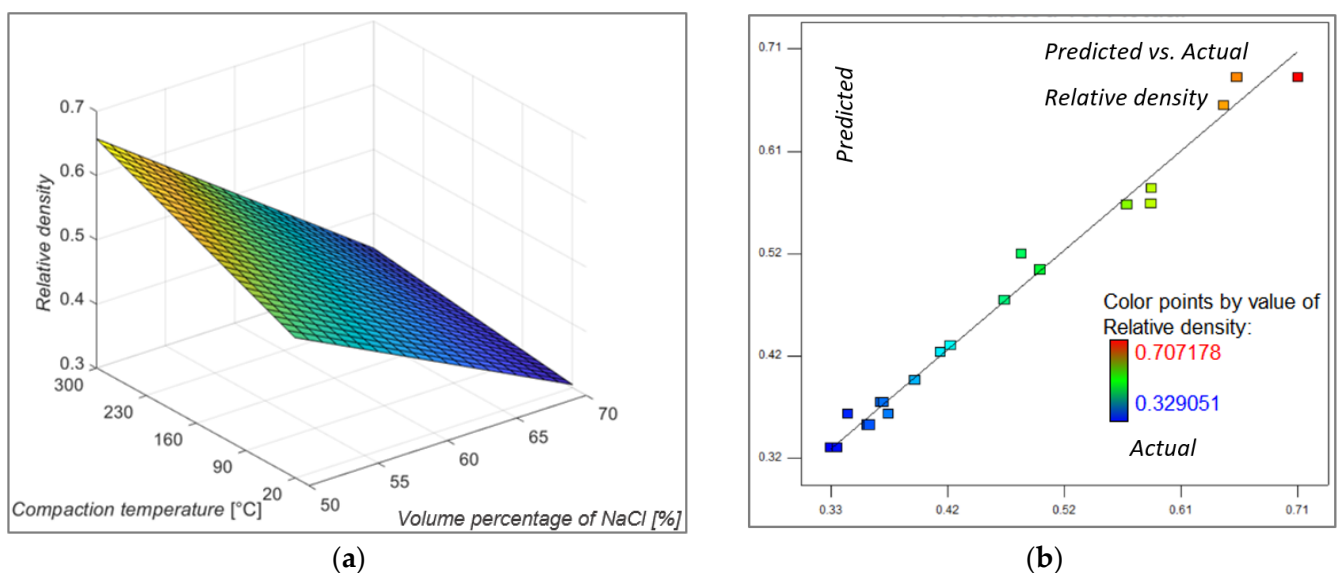 0.7
0.6
0.5
0.4
0.3
Relative density
300
230
160
90
20
Compaction temperature [°C]
50
55
60
65
70
Volume percentage of NaCl [%]
(a)
0.71
0.61
0.52
0.42
0.32
Predicted
Predicted vs. Actual
Relative density
Color points by value of
Relative density:
0.707178
0.329051
Actual
0.33
0.42
0.52
0.61
0.71
(b)